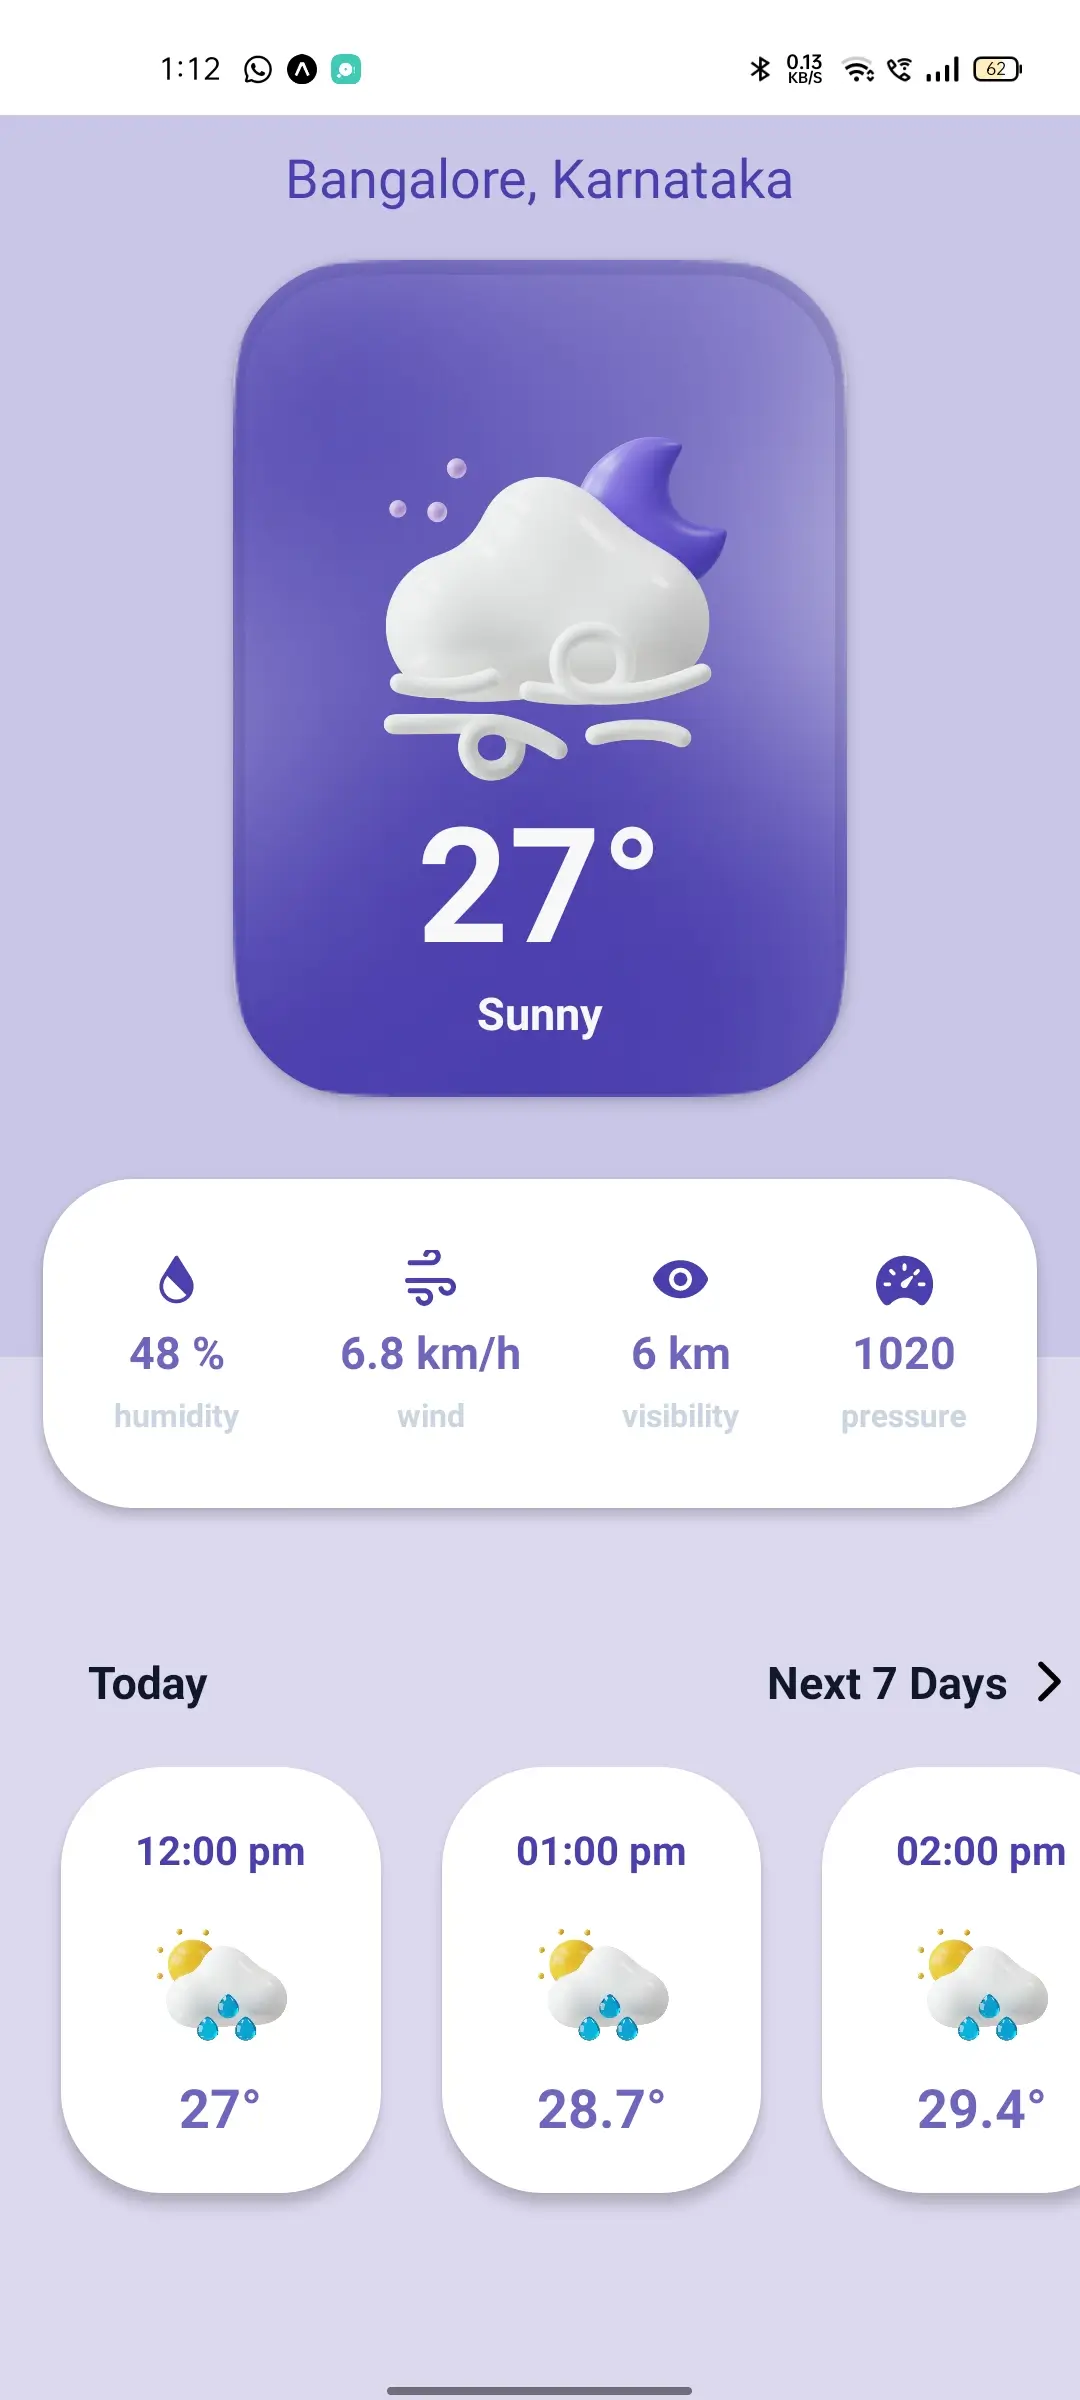 1:12 0.13 KB/S 62
Bangalore, Karnataka
27°
Sunny
48 % 6.8 km/h 6 km 1020
humidity wind visibility pressure
Today Next 7 Days
12:00 pm 01:00 pm 02:00 pm
27° 28.7° 29.4°